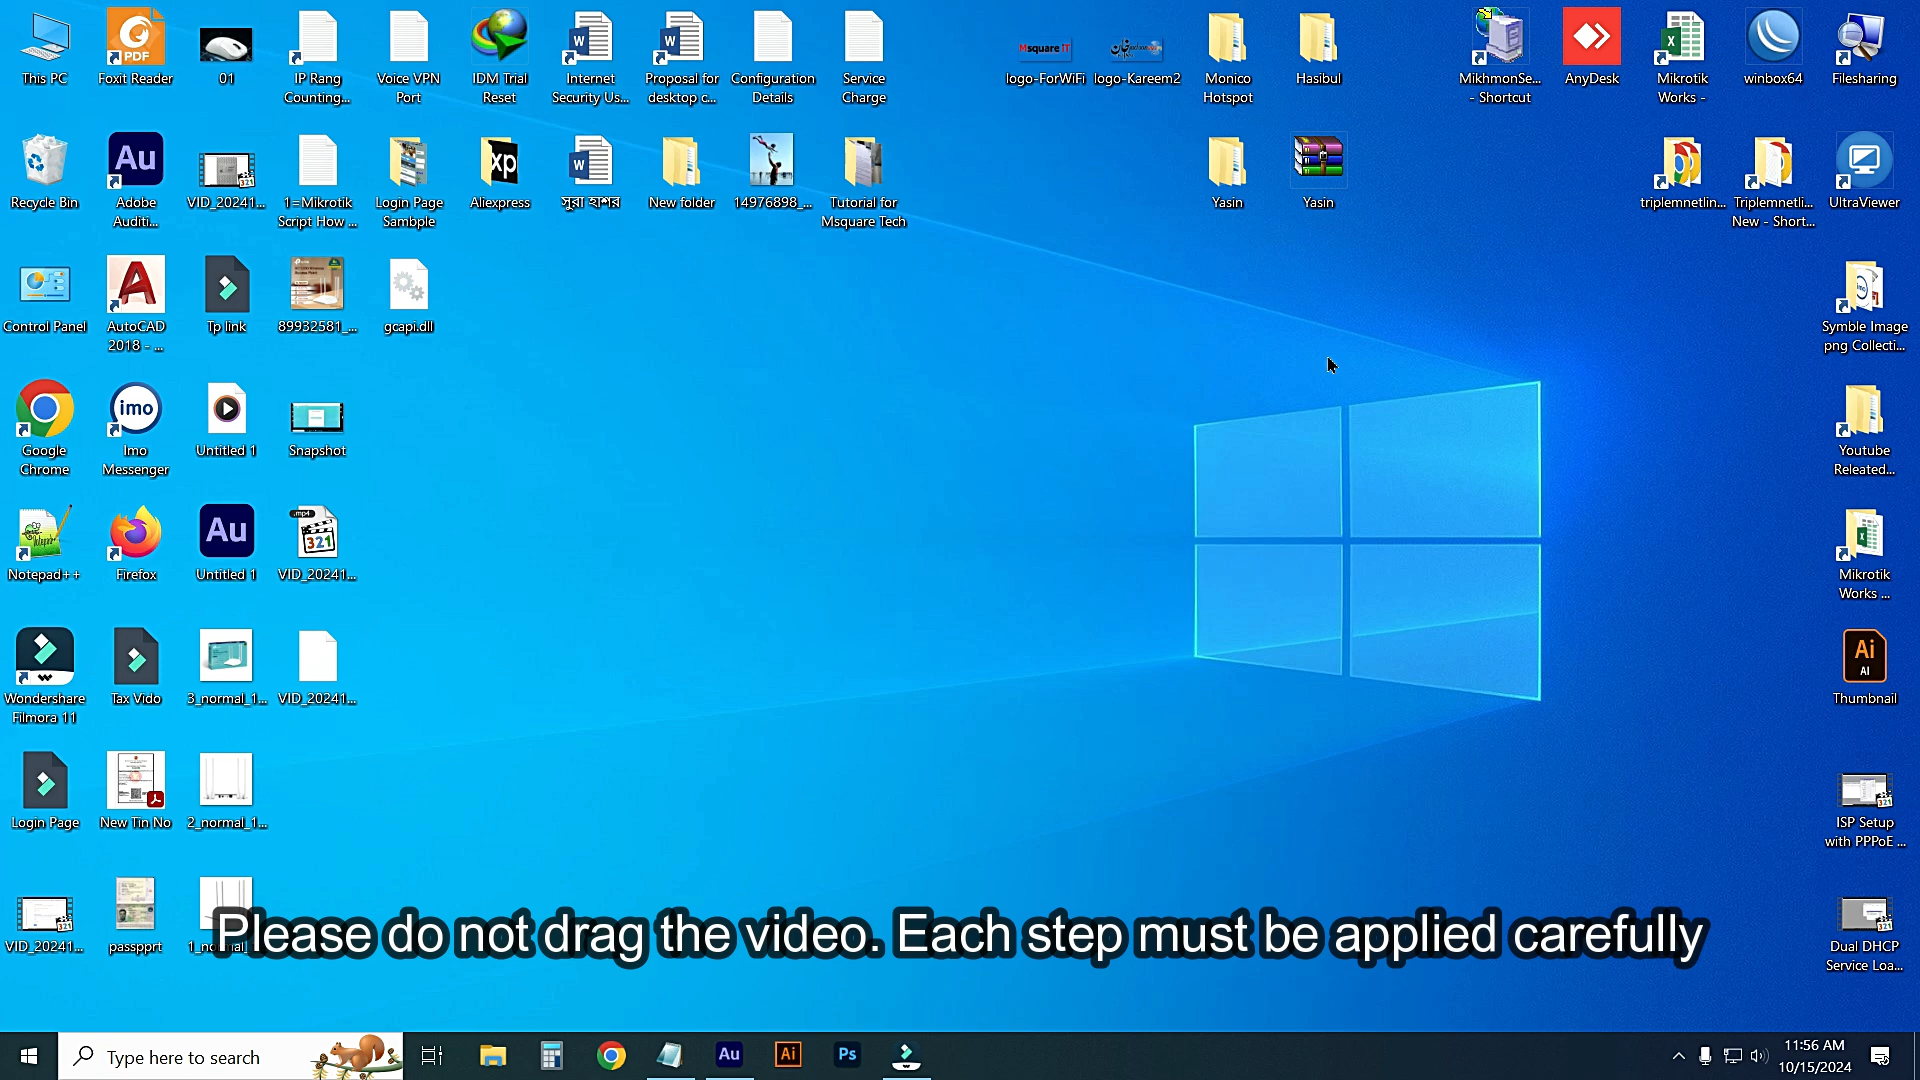 This PC
Foxit Reader
01
IP Rang
Counting...
Voice VPN
Port
IDM Trial
Reset
Internet
Security Us...
Proposal for
desktop c...
Configuration
Details
Service
Charge
logo-ForWiFi
logo-Kareem2
Monico
Hotspot
Hasibul
MikhmonSe...
- Shortcut
AnyDesk
Mikrotik
Works -
winbox64
Filesharing
Recycle Bin
Adobe
Auditi...
VID_20241...
1=Mikrotik
Script How ...
Login Page
Sambple
Aliexpress
সুরা হাশর
New folder
14976898_...
Tutorial for
Msquare Tech
Yasin
Yasin
triplemnetlin...
Triplemnetli...
New - Short...
UltraViewer
Control Panel
AutoCAD
2018 - ...
Tp link
89932581_...
gcapi.dll
Symble Image
png Collecti...
Google
Chrome
Imo
Messenger
Untitled 1
Snapshot
Youtube
Releated...
Notepad++
Firefox
Untitled 1
VID_20241...
Mikrotik
Works ...
Wondershare
Filmora 11
Tax Vido
3_normal_1...
VID_20241...
Thumbnail
Login Page
New Tin No
2_normal_1...
ISP Setup
with PPPoE ...
VID_20241...
passpprt
Please do not drag the video. Each step must be applied carefully
Dual DHCP
Service Loa...
Type here to search
11:56 AM
10/15/2024